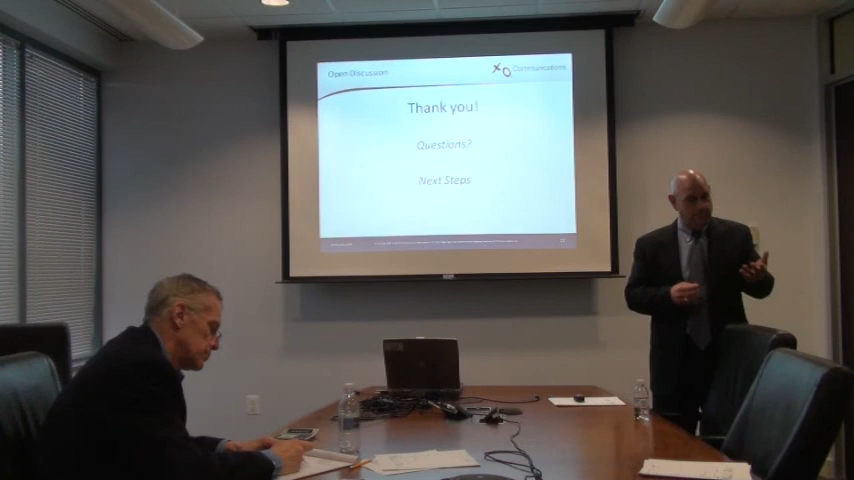 Open Discussion
XO Communications
Thank you!
Questions?
Next Steps